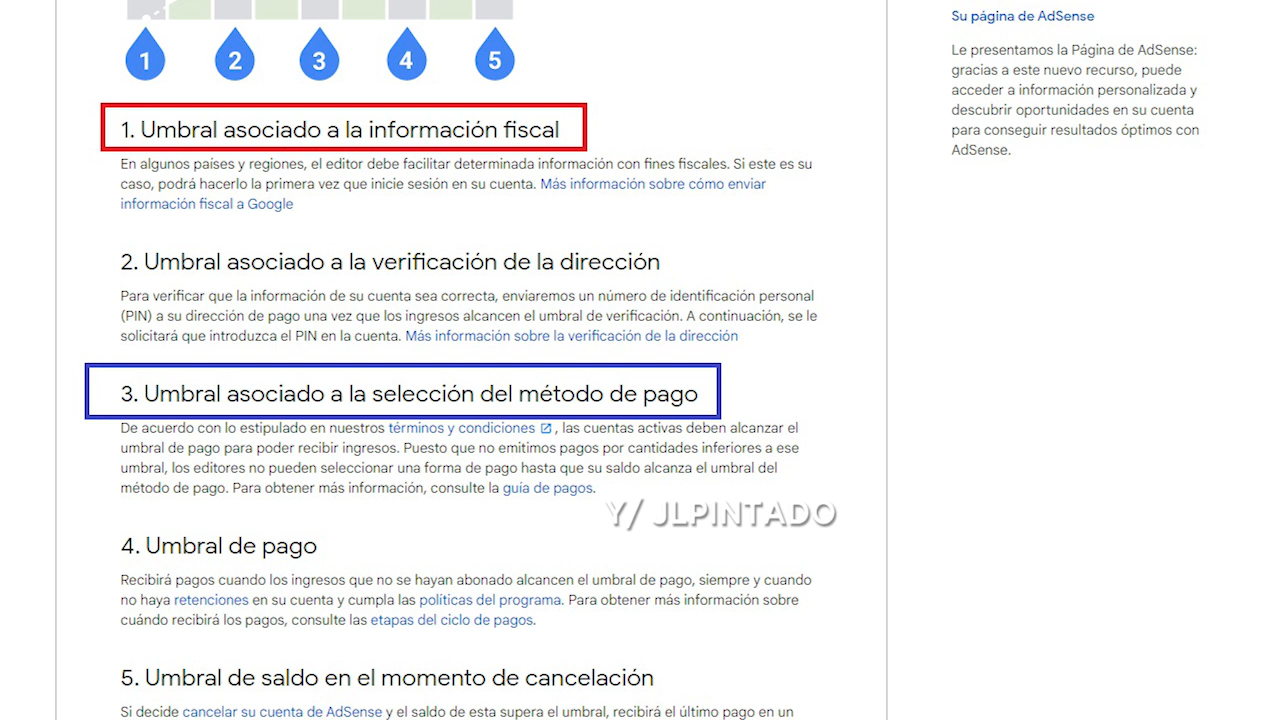 1 2 3 4 5
1. Umbral asociado a la información fiscal
En algunos países y regiones, el editor debe facilitar determinada información con fines fiscales. Si este es su
caso, podrá hacerlo la primera vez que inicie sesión en su cuenta. Más información sobre cómo enviar
información fiscal a Google
2. Umbral asociado a la verificación de la dirección
Para verificar que la información de su cuenta sea correcta, enviaremos un número de identificación personal
(PIN) a su dirección de pago una vez que los ingresos alcancen el umbral de verificación. A continuación, se le
solicitará que introduzca el PIN en la cuenta. Más información sobre la verificación de la dirección
3. Umbral asociado a la selección del método de pago
De acuerdo con lo estipulado en nuestros términos y condiciones , las cuentas activas deben alcanzar el
umbral de pago para poder recibir ingresos. Puesto que no emitimos pagos por cantidades inferiores a ese
umbral, los editores no pueden seleccionar una forma de pago hasta que su saldo alcanza el umbral del
método de pago. Para obtener más información, consulte la guía de pagos.
Y/ JLPINTADO
4. Umbral de pago
Recibirá pagos cuando los ingresos que no se hayan abonado alcancen el umbral de pago, siempre y cuando
no haya retenciones en su cuenta y cumpla las políticas del programa. Para obtener más información sobre
cuándo recibirá los pagos, consulte las etapas del ciclo de pagos.
5. Umbral de saldo en el momento de cancelación
Si decide cancelar su cuenta de AdSense y el saldo de esta supera el umbral, recibirá el último pago en un
Su página de AdSense
Le presentamos la Página de AdSense:
gracias a este nuevo recurso, puede
acceder a información personalizada y
descubrir oportunidades en su cuenta
para conseguir resultados óptimos con
AdSense.